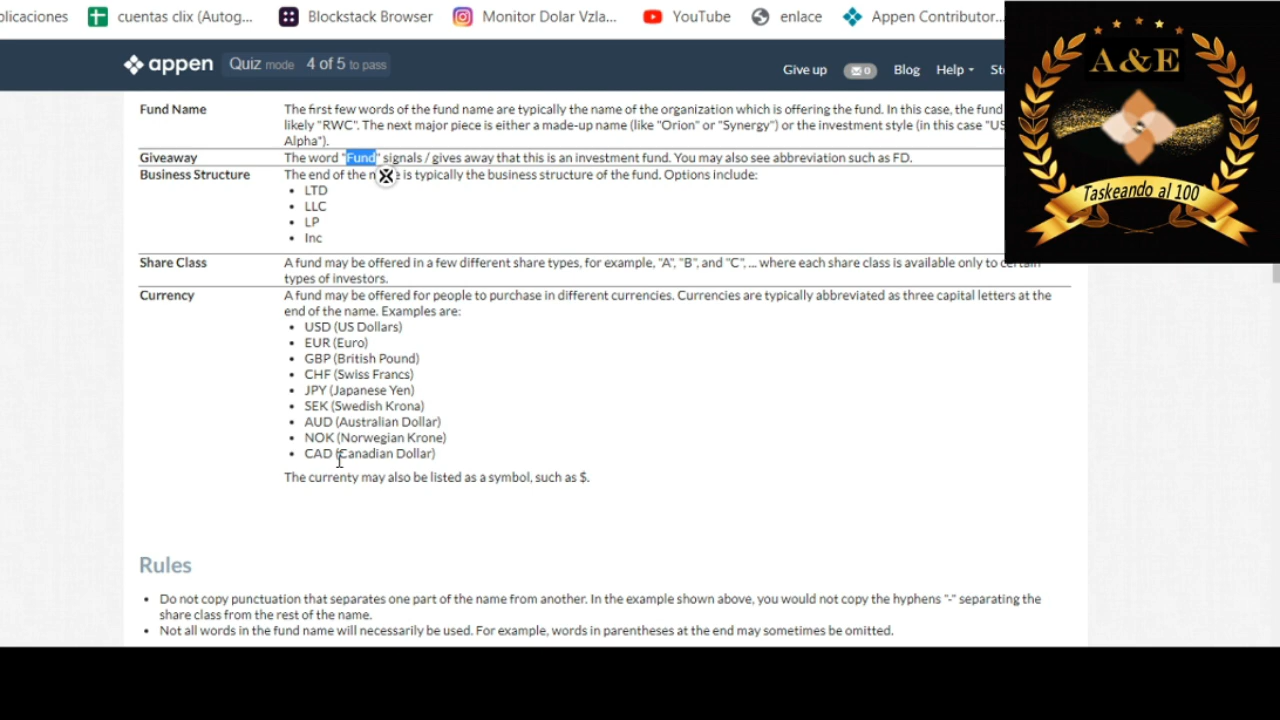 plicaciones cuentas clix (Autog... Blockstack Browser Monitor Dolar Vzla... YouTube enlace Appen Contributor...
appen Quiz mode 4 of 5 to pass Give up 0 Blog Help
A&E
Taskeando al 100
Fund Name The first few words of the fund name are typically the name of the organization which is offering the fund. In this case, the fund
likely "RWC". The next major piece is either a made-up name (like "Orion" or "Synergy") or the investment style (in this case "US
Alpha").
Giveaway The word "Fund" signals / gives away that this is an investment fund. You may also see abbreviation such as FD.
Business Structure The end of the is typically the business structure of the fund. Options include:
• LTD
• LLC
• LP
• Inc
Share Class A fund may be offered in a few different share types, for example, "A", "B", and "C", ... where each share class is available only to certain
types of investors.
Currency A fund may be offered for people to purchase in different currencies. Currencies are typically abbreviated as three capital letters at the
end of the name. Examples are:
• USD (US Dollars)
• EUR (Euro)
• GBP (British Pound)
• CHF (Swiss Francs)
• JPY (Japanese Yen)
• SEK (Swedish Krona)
• AUD (Australian Dollar)
• NOK (Norwegian Krone)
• CAD (Canadian Dollar)
The currenty may also be listed as a symbol, such as $.
Rules
• Do not copy punctuation that separates one part of the name from another. In the example shown above, you would not copy the hyphens "-" separating the
share class from the rest of the name.
• Not all words in the fund name will necessarily be used. For example, words in parentheses at the end may sometimes be omitted.